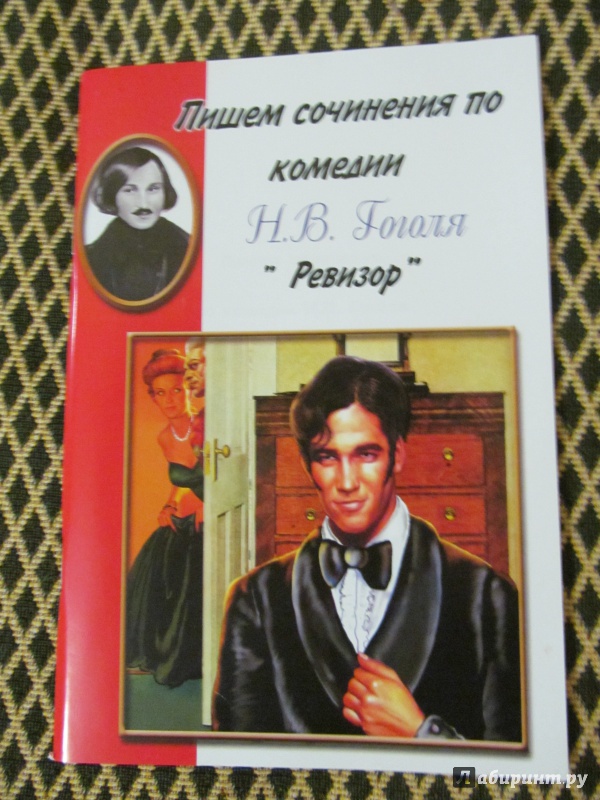 Пишем сочинения по
комедии
Н.В. Гоголя
" Ревизор"
Лабиринт.ру